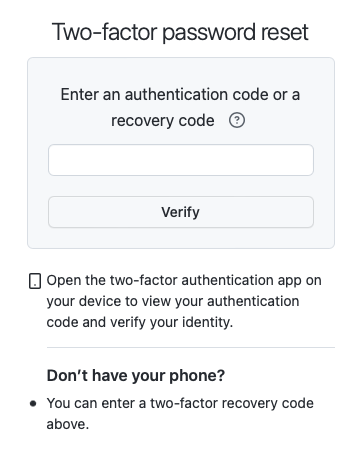 Two-factor password reset
Enter an authentication code or a
recovery code
Verify
Open the two-factor authentication app on
your device to view your authentication
code and verify your identity.
Don’t have your phone?
• You can enter a two-factor recovery code
above.